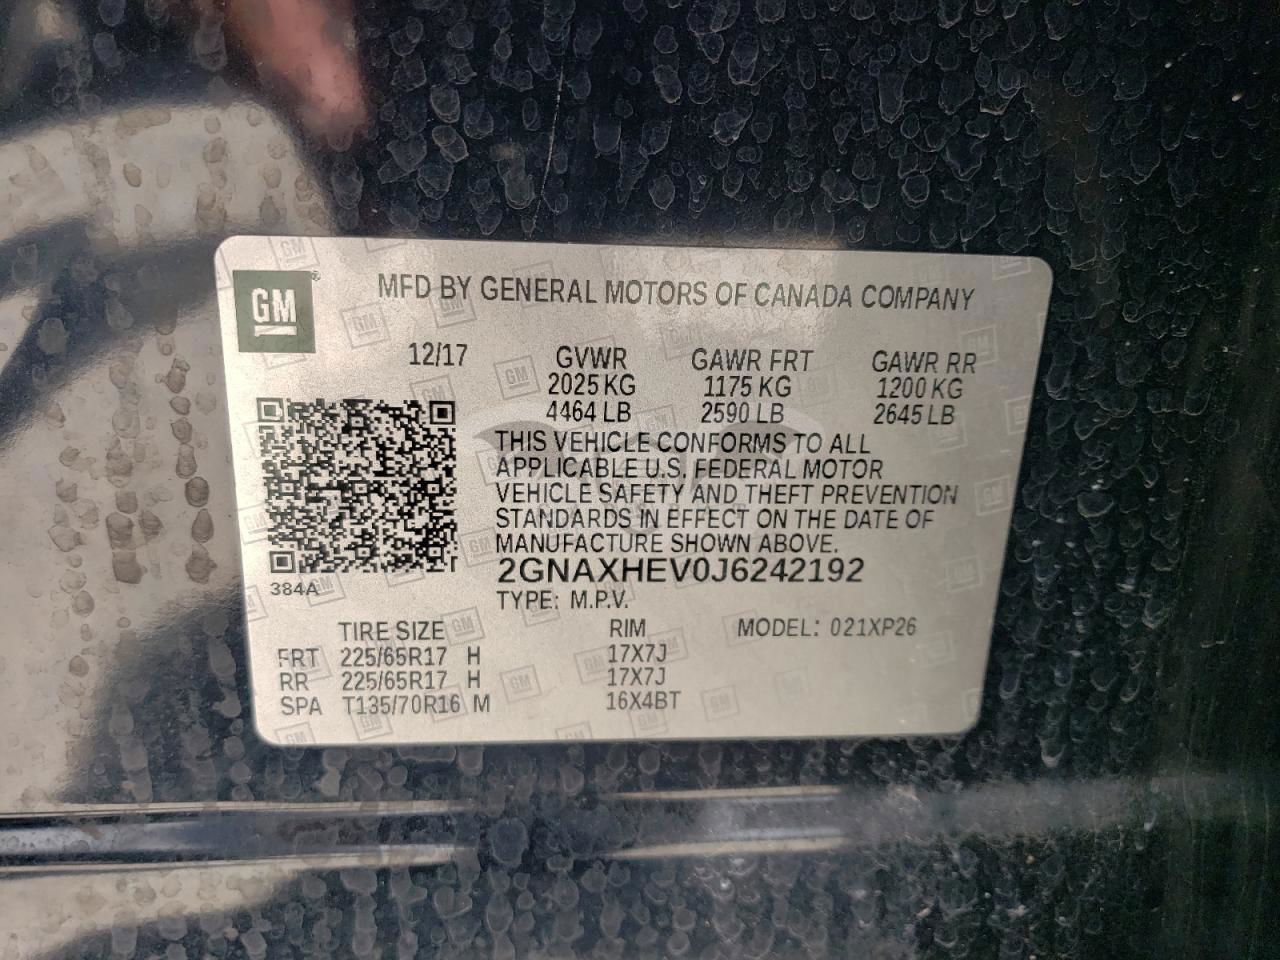 GM ®
MFD BY GENERAL MOTORS OF CANADA COMPANY
12/17 GVWR GAWR FRT GAWR RR
2025 KG 1175 KG 1200 KG
4464 LB 2590 LB 2645 LB
THIS VEHICLE CONFORMS TO ALL
APPLICABLE U.S. FEDERAL MOTOR
VEHICLE SAFETY AND THEFT PREVENTION
STANDARDS IN EFFECT ON THE DATE OF
MANUFACTURE SHOWN ABOVE.
2GNAXHEV0J6242192
384A
TYPE: M.P.V.
TIRE SIZE RIM MODEL: 021XP26
FRT 225/65R17 H 17X7J
RR 225/65R17 H 17X7J
SPA T135/70R16 M 16X4BT